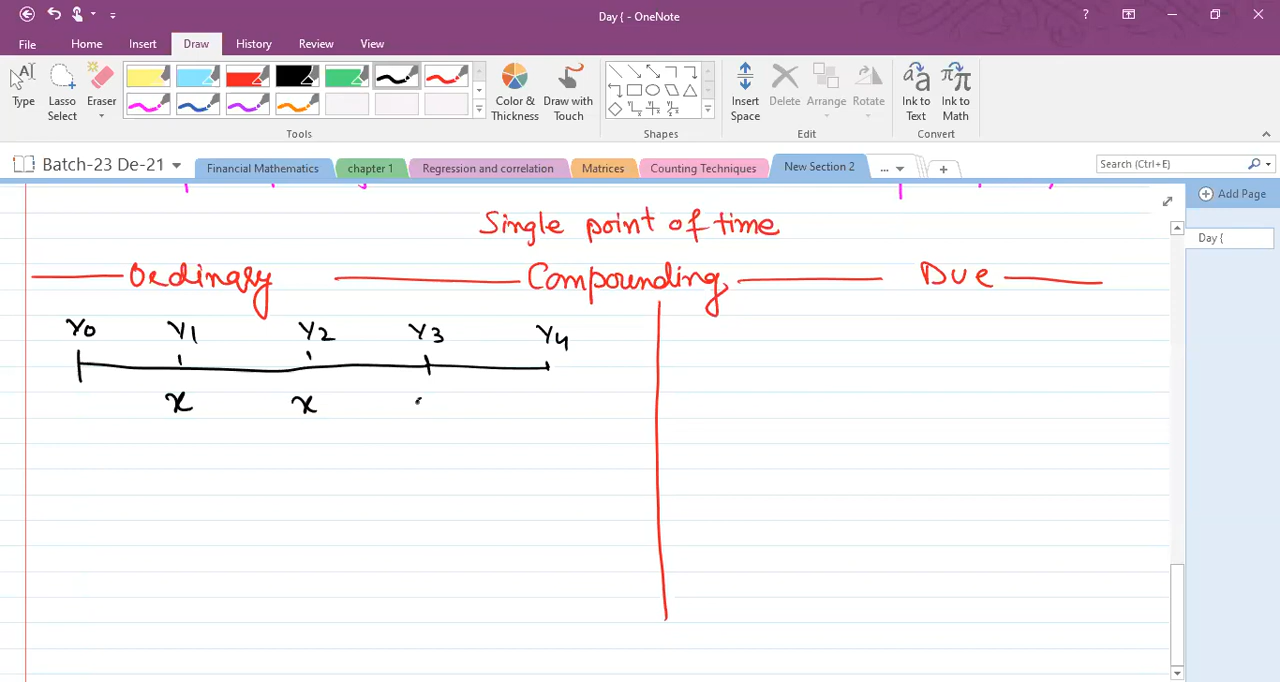 Day { - OneNote
?
File Home Insert Draw History Review View
Type
Lasso Select
Eraser
Color & Thickness
Draw with Touch
Insert Space
Delete
Arrange
Rotate
Ink to Text
Ink to Math
Tools
Shapes
Edit
Convert
Batch-23 De-21
Financial Mathematics
chapter 1
Regression and correlation
Matrices
Counting Techniques
New Section 2
...
Search (Ctrl+E)
Add Page
Day {
Single point of time
Ordinary Compounding Due
Y0 Y1 Y2 Y3 Y4
x x